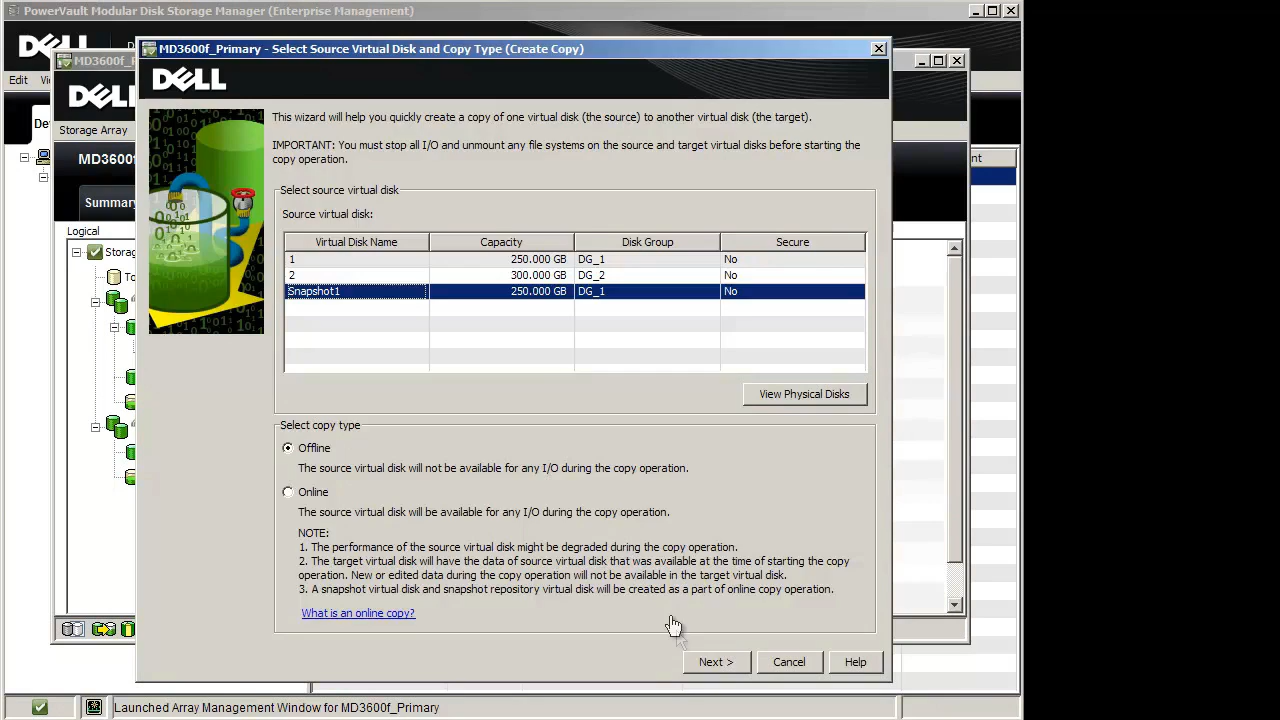 PowerVault Modular Disk Storage Manager (Enterprise Management)
DELL
Edit
MD3600f_P
DELL
Storage Array
MD3600f
Summary
Logical
MD3600f_Primary - Select Source Virtual Disk and Copy Type (Create Copy)
DELL
This wizard will help you quickly create a copy of one virtual disk (the source) to another virtual disk (the target).
IMPORTANT: You must stop all I/O and unmount any file systems on the source and target virtual disks before starting the
copy operation.
Select source virtual disk
Source virtual disk:
Virtual Disk Name Capacity Disk Group Secure
1 250.000 GB DG_1 No
2 300.000 GB DG_2 No
Snapshot1 250.000 GB DG_1 No
View Physical Disks
Select copy type
Offline
The source virtual disk will not be available for any I/O during the copy operation.
Online
The source virtual disk will be available for any I/O during the copy operation.
NOTE:
1. The performance of the source virtual disk might be degraded during the copy operation.
2. The target virtual disk will have the data of source virtual disk that was available at the time of starting the copy
operation. New or edited data during the copy operation will not be available in the target virtual disk.
3. A snapshot virtual disk and snapshot repository virtual disk will be created as a part of online copy operation.
What is an online copy?
Next > Cancel Help
Launched Array Management Window for MD3600f_Primary